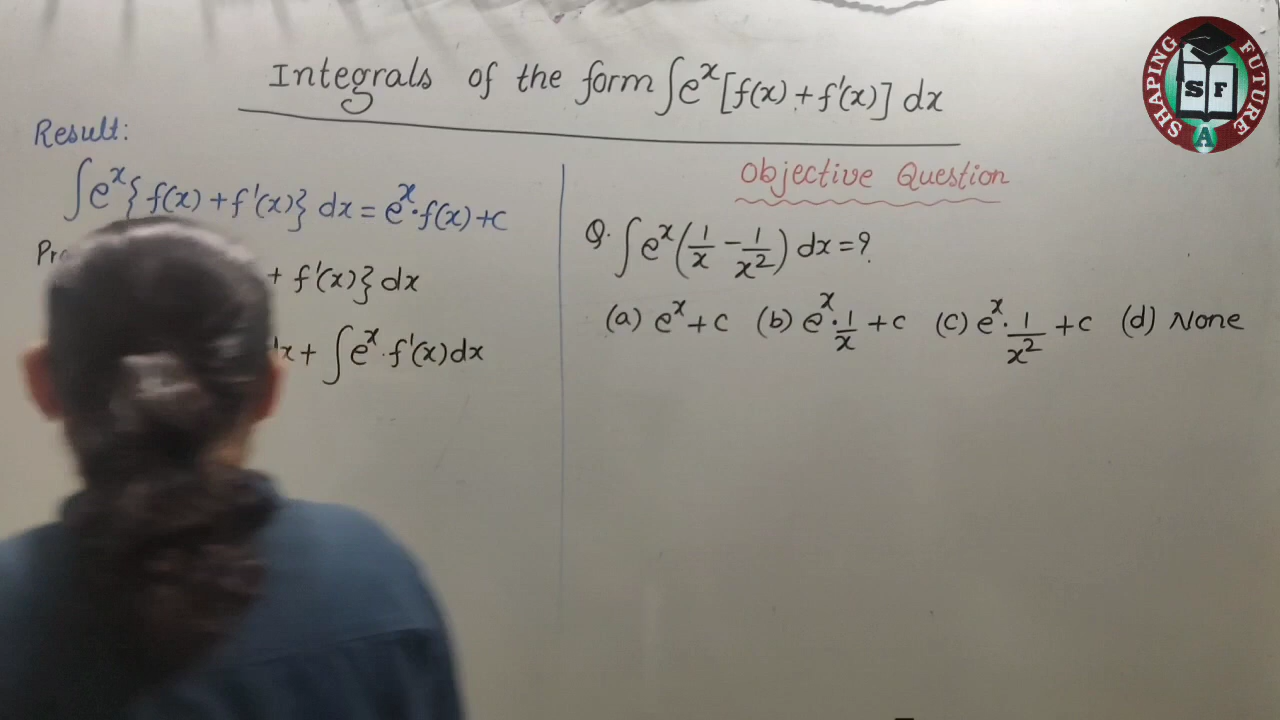 Integrals of the form ∫eˣ[f(x) + f'(x)] dx
Result:
∫eˣ{f(x) + f'(x)} dx = eˣ·f(x) + c
+ f'(x)} dx
+ ∫eˣ·f'(x)dx
Objective Question
Q. ∫eˣ(1/x - 1/x²) dx = ?
(a) eˣ + c (b) eˣ·1/x + c (c) eˣ·1/x² + c (d) None
SHAPING FUTURE
S F
A